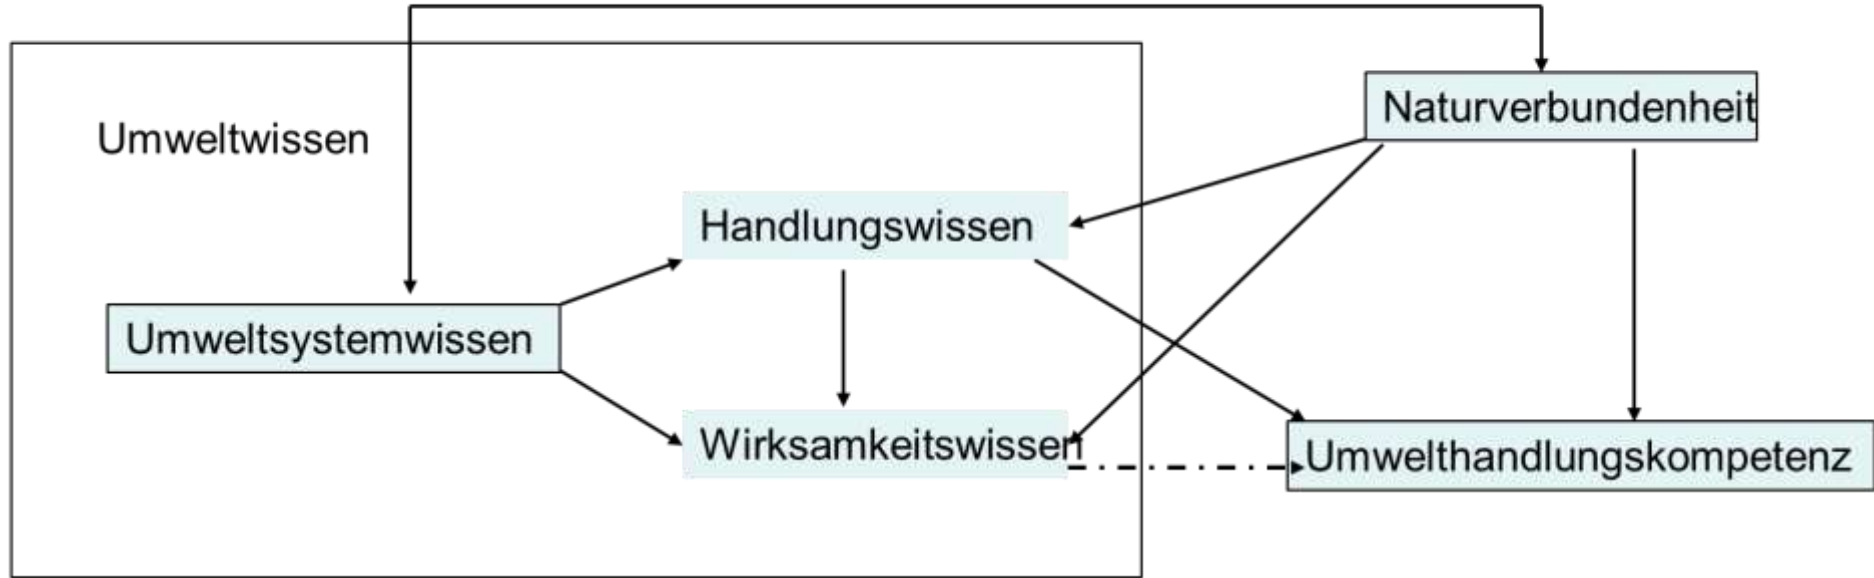 Naturverbundenheit
Umweltwissen
Handlungswissen
Umweltsystemwissen
Wirksamkeitswissen
Umwelthandlungskompetenz